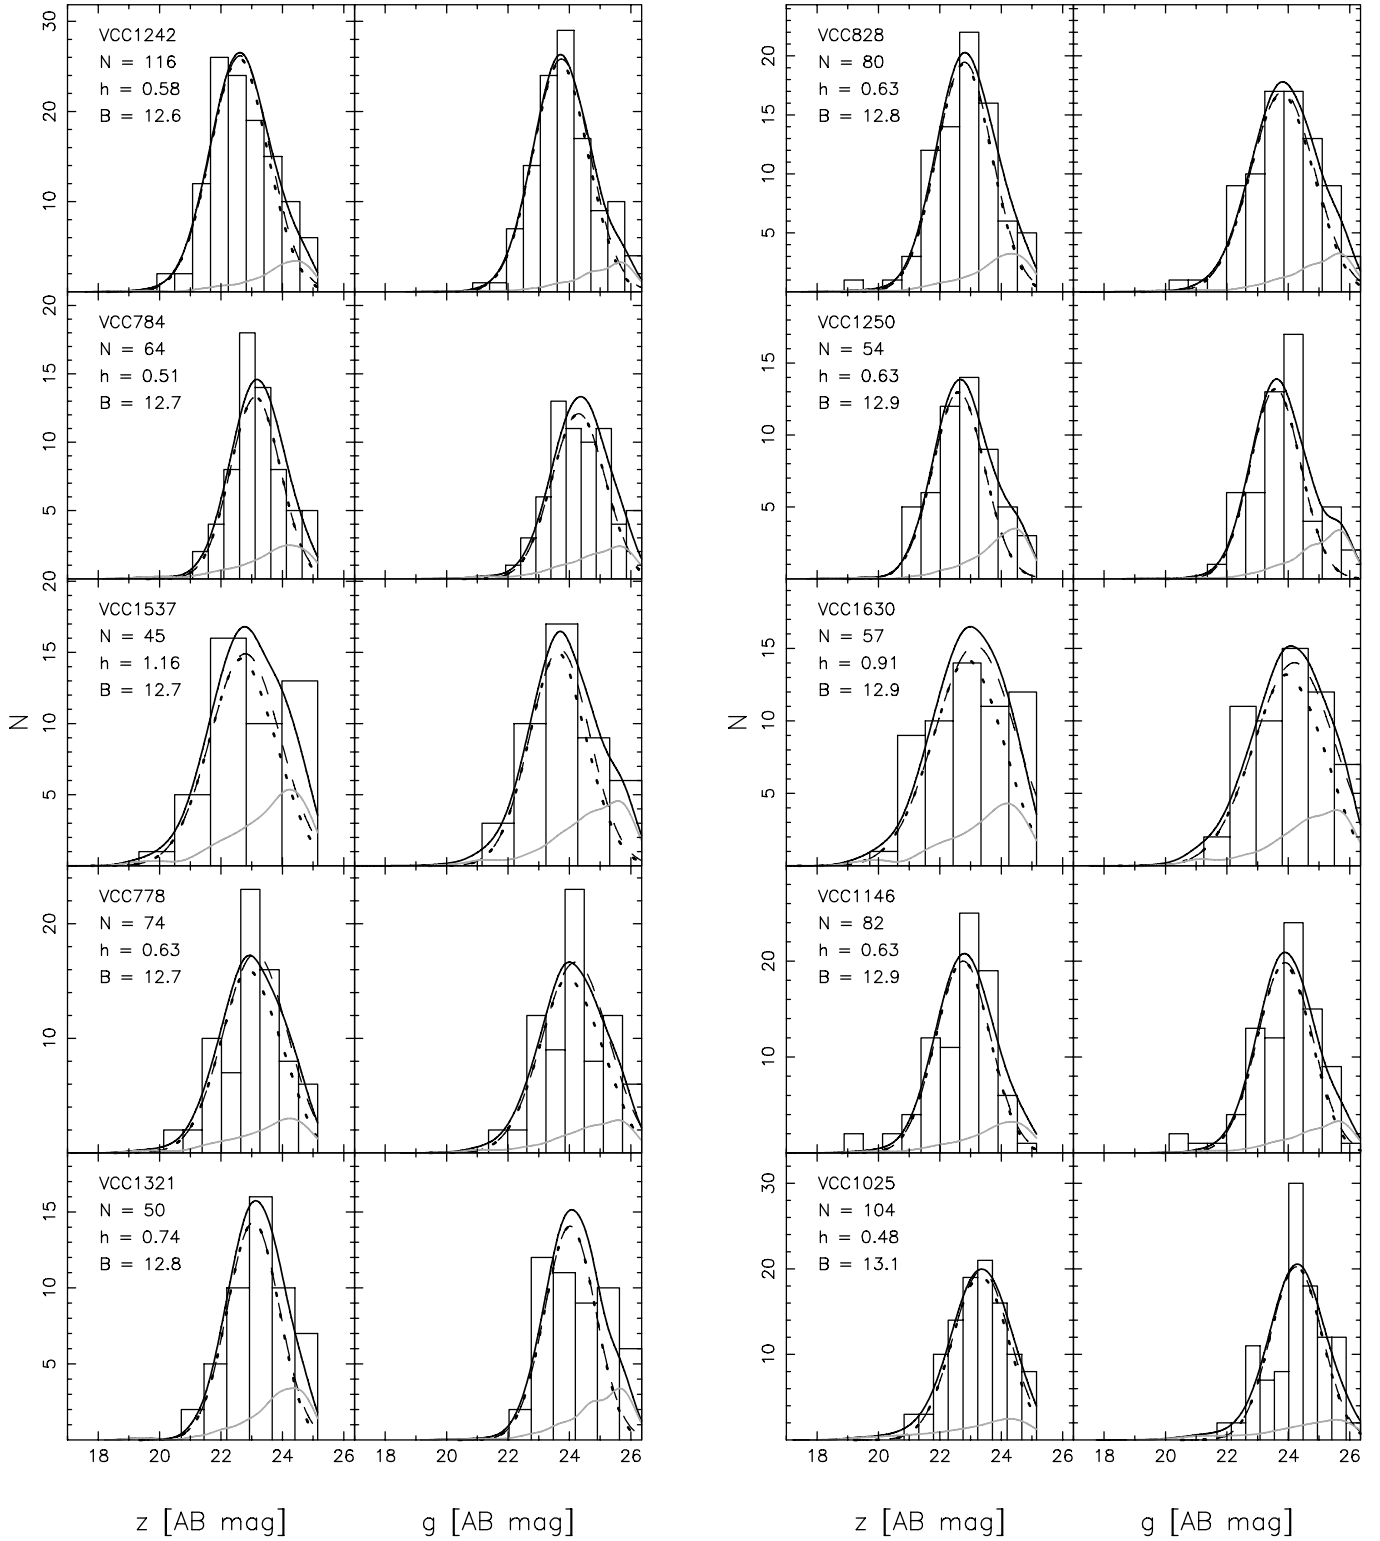 30
20
10
VCC1242
N = 116
h = 0.58
B = 12.6
20
15
10
5
VCC828
N = 80
h = 0.63
B = 12.8
20
15
10
5
20
VCC784
N = 64
h = 0.51
B = 12.7
15
10
5
VCC1250
N = 54
h = 0.63
B = 12.9
N
20
15
10
5
VCC1537
N = 45
h = 1.16
B = 12.7
N
15
10
5
VCC1630
N = 57
h = 0.91
B = 12.9
20
10
VCC778
N = 74
h = 0.63
B = 12.7
20
10
VCC1146
N = 82
h = 0.63
B = 12.9
15
10
5
VCC1321
N = 50
h = 0.74
B = 12.8
30
20
10
VCC1025
N = 104
h = 0.48
B = 13.1
18 20 22 24 26 18 20 22 24 26
18 20 22 24 26 18 20 22 24 26
z [AB mag] g [AB mag]
z [AB mag] g [AB mag]